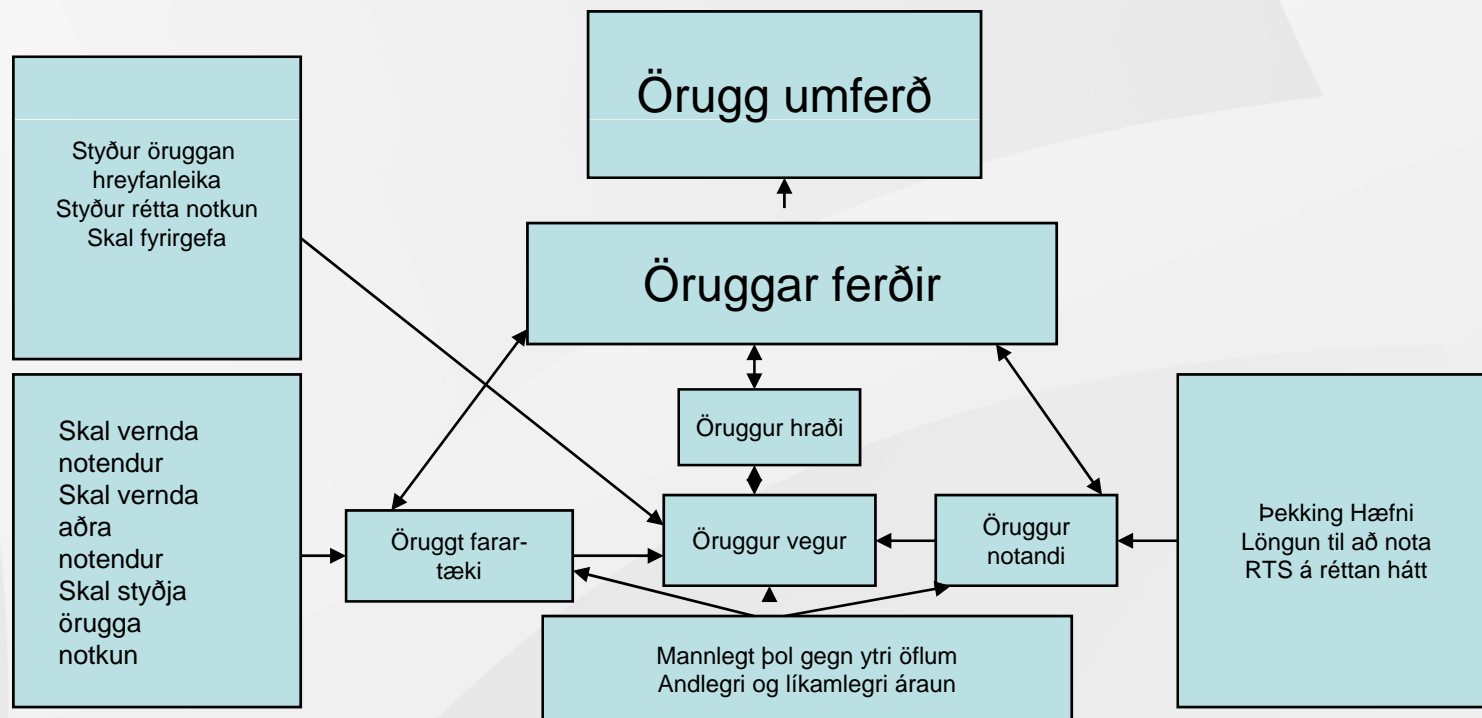 Örugg umferð
Styður öruggan
hreyfanleika
Styður rétta notkun
Skal fyrirgefa
Öruggar ferðir
Öruggur hraði
Skal vernda
notendur
Skal vernda
aðra
notendur
Skal styðja
örugga
notkun
Öruggt farar-
tæki
Öruggur vegur
Öruggur
notandi
Þekking Hæfni
Löngun til að nota
RTS á réttan hátt
Mannlegt þol gegn ytri öflum
Andlegri og líkamlegri áraun